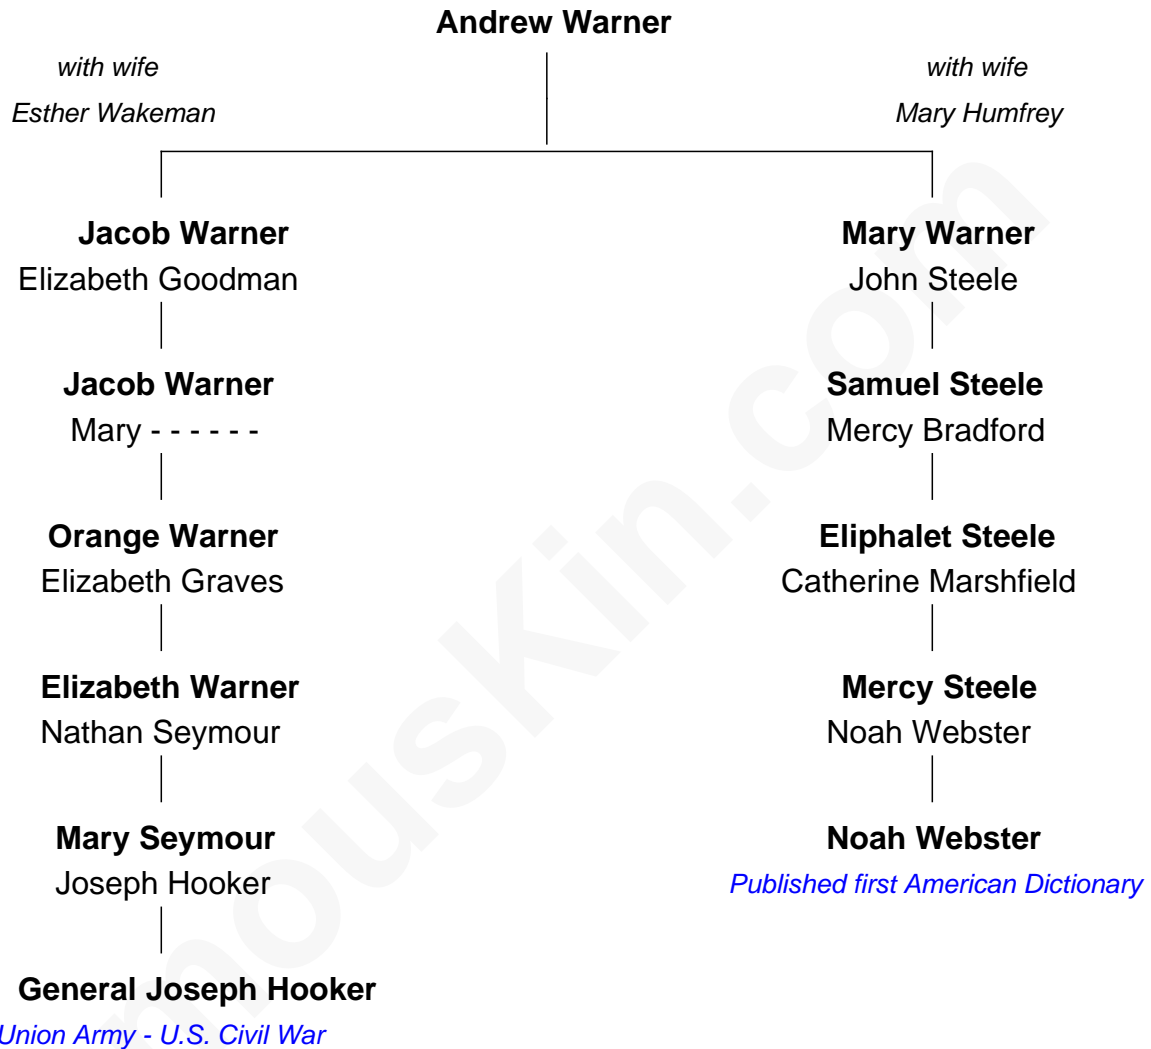 Andrew Warner
with wife
Esther Wakeman
with wife
Mary Humfrey
Jacob Warner
Elizabeth Goodman
Mary Warner
John Steele
Jacob Warner
Mary - - - - - -
Samuel Steele
Mercy Bradford
Orange Warner
Elizabeth Graves
Eliphalet Steele
Catherine Marshfield
Elizabeth Warner
Nathan Seymour
Mercy Steele
Noah Webster
Mary Seymour
Joseph Hooker
Noah Webster
Published first American Dictionary
General Joseph Hooker
Union Army - U.S. Civil War
mousKin.com